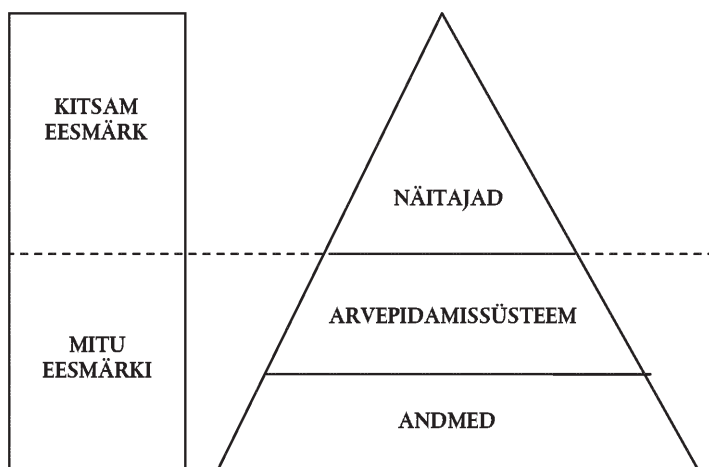 KITSAM
EESMÄRK
NÄITAJAD
MITU
EESMÄRKI
ARVEPIDAMISSÜSTEEM
ANDMED